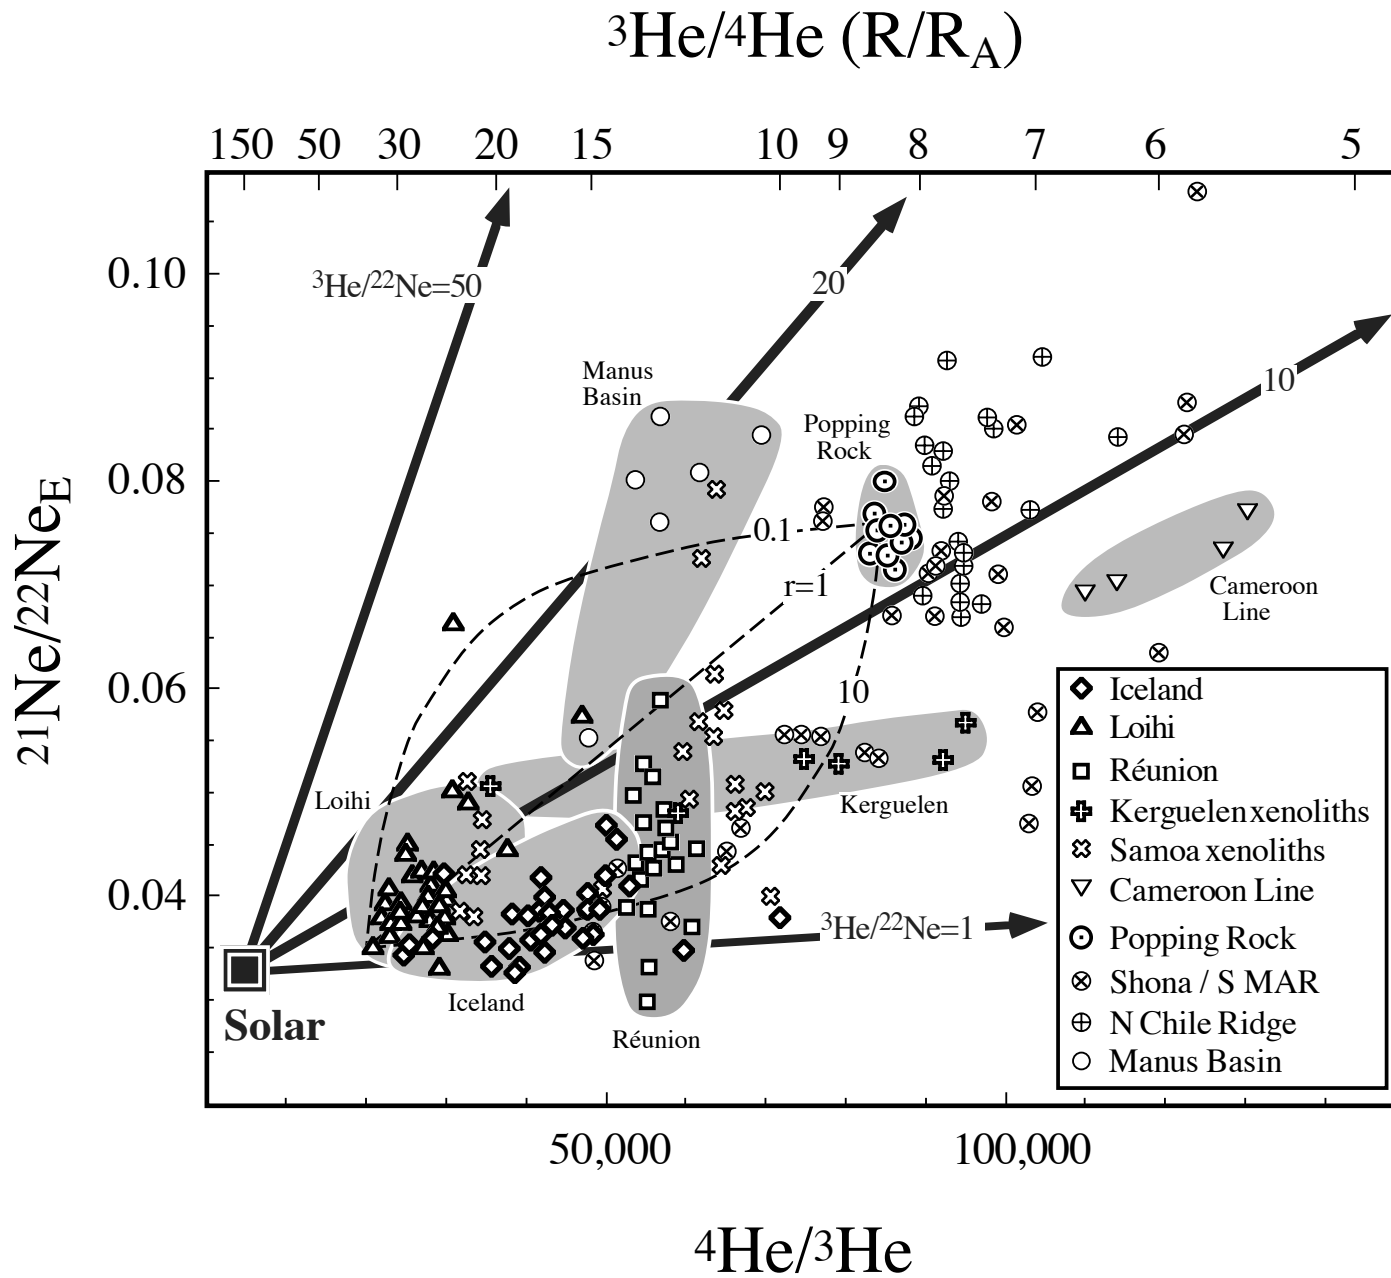 ³He/⁴He (R/R_A)
150 50 30 20 15 10 9 8 7 6 5
0.10
³He/²²Ne=50
20
Manus
Basin
10
Popping
Rock
0.08
0.1
r=1
Cameroon
Line
²¹Ne/²²Ne_E
0.06
10
Loihi
Kerguelen
0.04
³He/²²Ne=1
Solar
Iceland
Réunion
Iceland
Loihi
Réunion
Kerguelen xenoliths
Samoa xenoliths
Cameroon Line
Popping Rock
Shona / S MAR
N Chile Ridge
Manus Basin
50,000 100,000
⁴He/³He